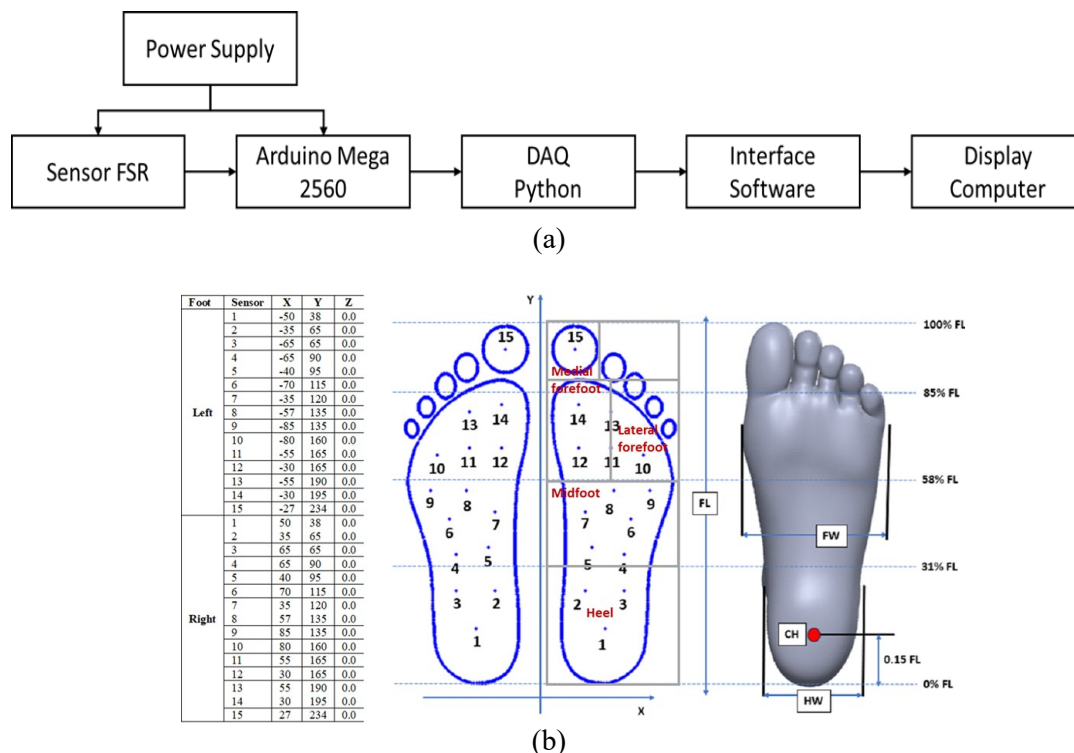 Power Supply
Sensor FSR
Arduino Mega
2560
DAQ
Python
Interface
Software
Display
Computer
(a)
Foot Sensor X Y Z
Left
1 -50 38 0.0
2 -35 65 0.0
3 -65 65 0.0
4 -65 90 0.0
5 -40 95 0.0
6 -70 115 0.0
7 -35 120 0.0
8 -57 135 0.0
9 -85 135 0.0
10 -80 160 0.0
11 -55 165 0.0
12 -30 165 0.0
13 -55 190 0.0
14 -30 195 0.0
15 -27 234 0.0
Right
1 50 38 0.0
2 35 65 0.0
3 65 65 0.0
4 65 90 0.0
5 40 95 0.0
6 70 115 0.0
7 35 120 0.0
8 57 135 0.0
9 85 135 0.0
10 80 160 0.0
11 55 165 0.0
12 30 165 0.0
13 55 190 0.0
14 30 195 0.0
15 27 234 0.0
Y
15
13 14
10 11 12
9 8
6 7
4 5
3 2
1
15
Medial
forefoot
14 13
Lateral
forefoot
12 11 10
Midfoot
8 9
7 6
5 4
2 3
Heel
1
X
FL
FW
CH
HW
100% FL
85% FL
58% FL
31% FL
0.15 FL
0% FL
(b)